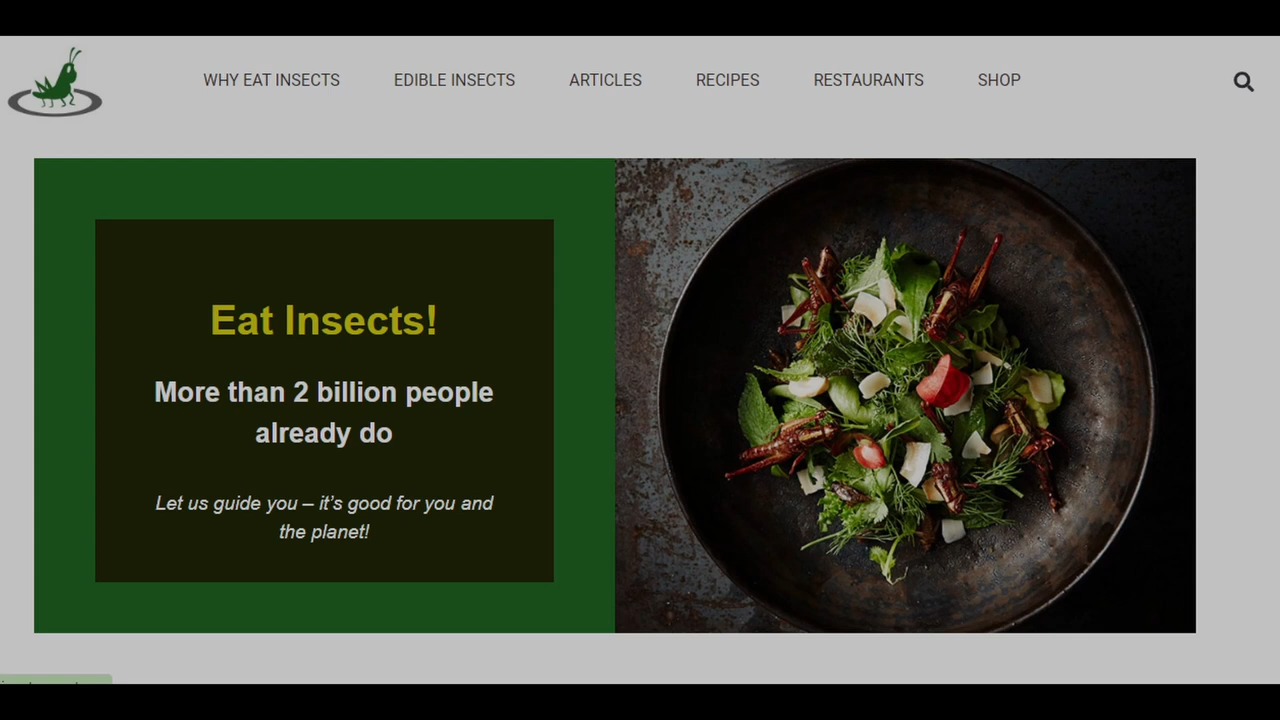 WHY EAT INSECTS
EDIBLE INSECTS
ARTICLES
RECIPES
RESTAURANTS
SHOP
Eat Insects!
More than 2 billion people
already do
Let us guide you – it’s good for you and
the planet!